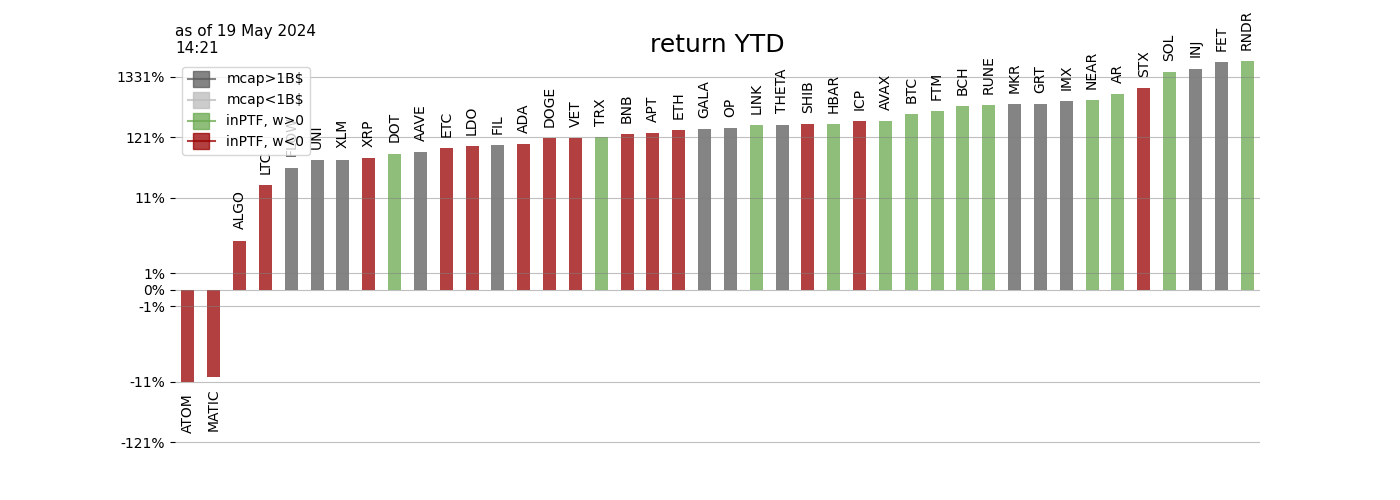 as of 19 May 2024
14:21
return YTD
mcap>1B$
mcap<1B$
inPTF, w>0
inPTF, w<0
1331%
121%
11%
1%
0%
-1%
-11%
-121%
ATOM
MATIC
ALGO
LTC
FLOW
UNI
XLM
XRP
DOT
AAVE
ETC
LDO
FIL
ADA
DOGE
VET
TRX
BNB
APT
ETH
GALA
OP
LINK
THETA
SHIB
HBAR
ICP
AVAX
BTC
FTM
BCH
RUNE
MKR
GRT
IMX
NEAR
AR
STX
SOL
INJ
FET
RNDR